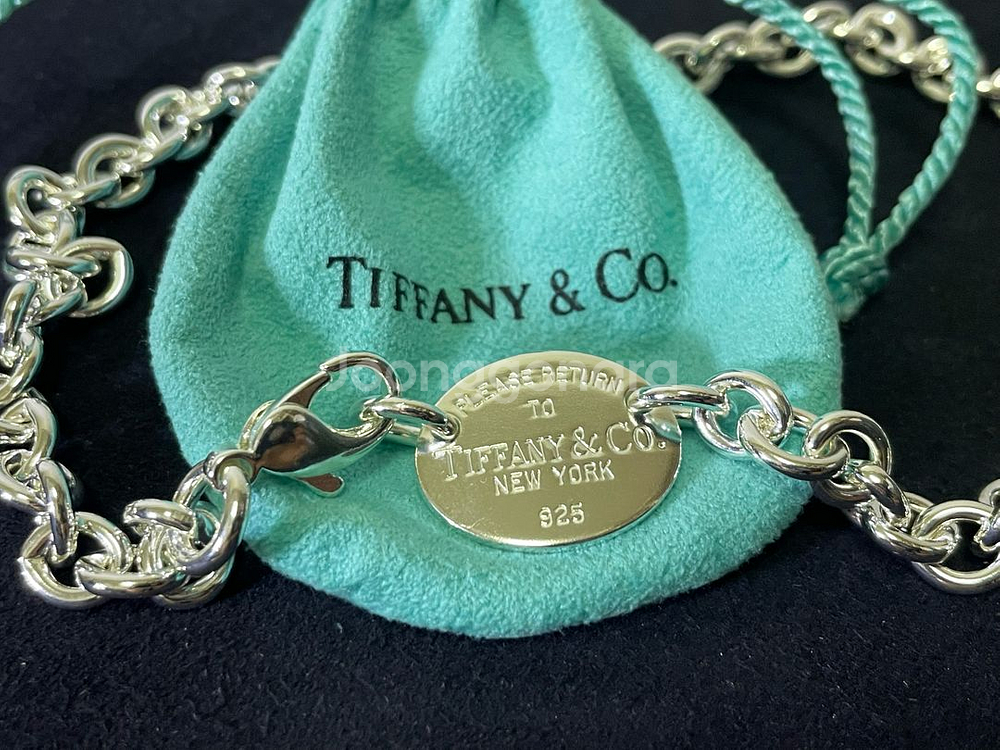 TIFFANY & CO.
PLEASE RETURN
TO
TIFFANY & CO.
NEW YORK
925